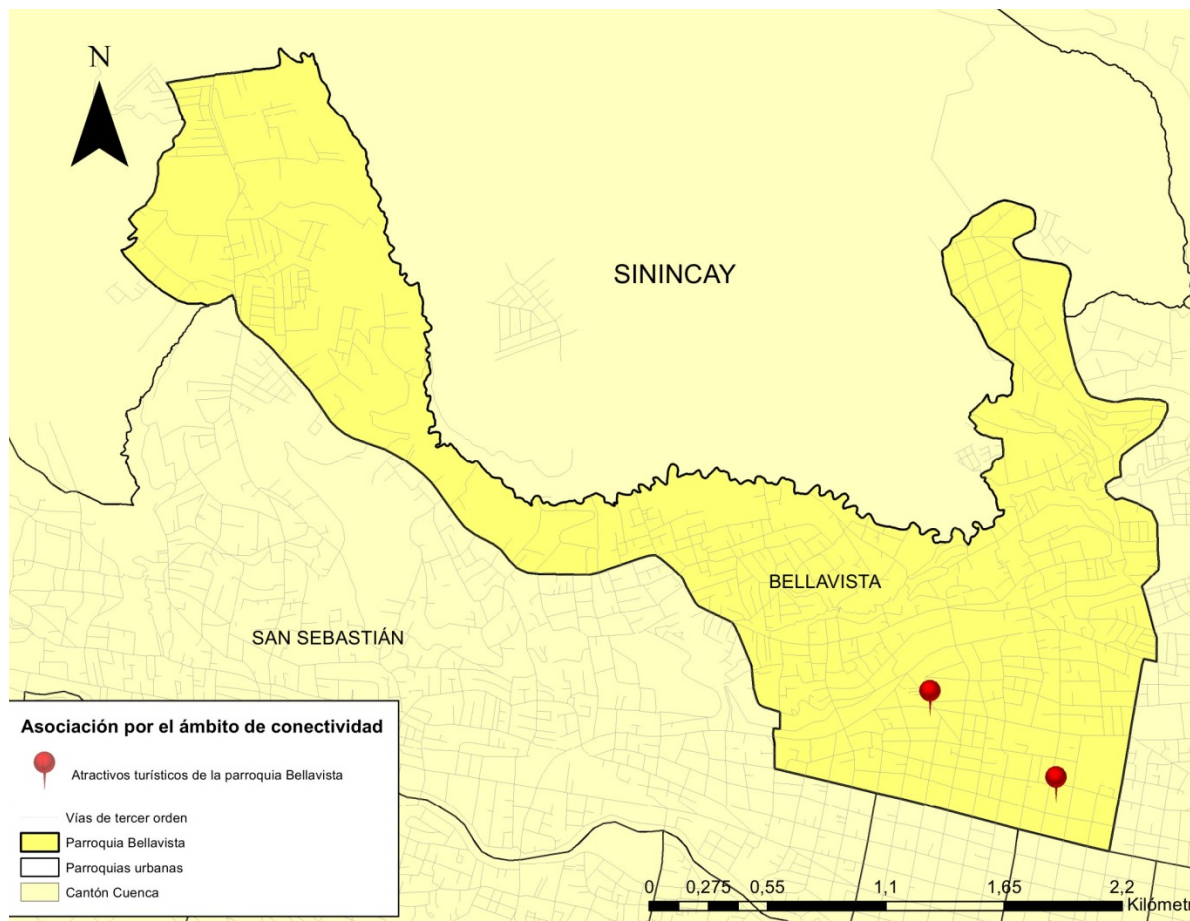 N
SININCAY
BELLAVISTA
SAN SEBASTIÁN
Asociación por el ámbito de conectividad
Atractivos turísticos de la parroquia Bellavista
Vías de tercer orden
Parroquia Bellavista
Parroquias urbanas
Cantón Cuenca
0 0,275 0,55 1,1 1,65 2,2
Kilómetr